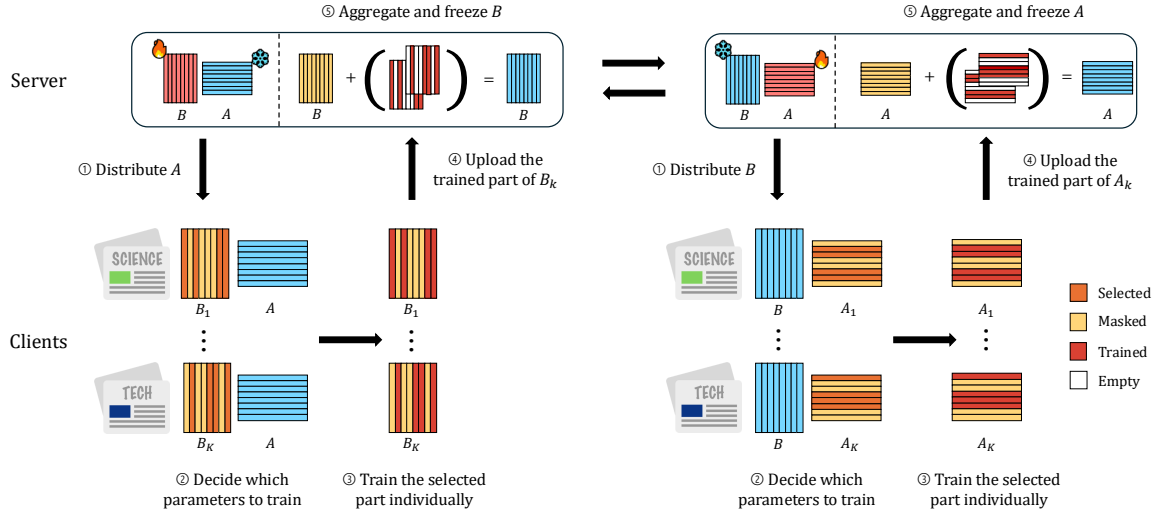 ⑤ Aggregate and freeze B
⑤ Aggregate and freeze A
Server
B
A
B
+
(
)
=
B
B
A
A
+
(
)
=
A
① Distribute A
④ Upload the
trained part of Bk
① Distribute B
④ Upload the
trained part of Ak
SCIENCE
B1
A
B1
SCIENCE
B
A1
A1
Selected
Masked
Trained
Empty
Clients
TECH
BK
A
BK
TECH
B
AK
AK
② Decide which
parameters to train
③ Train the selected
part individually
② Decide which
parameters to train
③ Train the selected
part individually